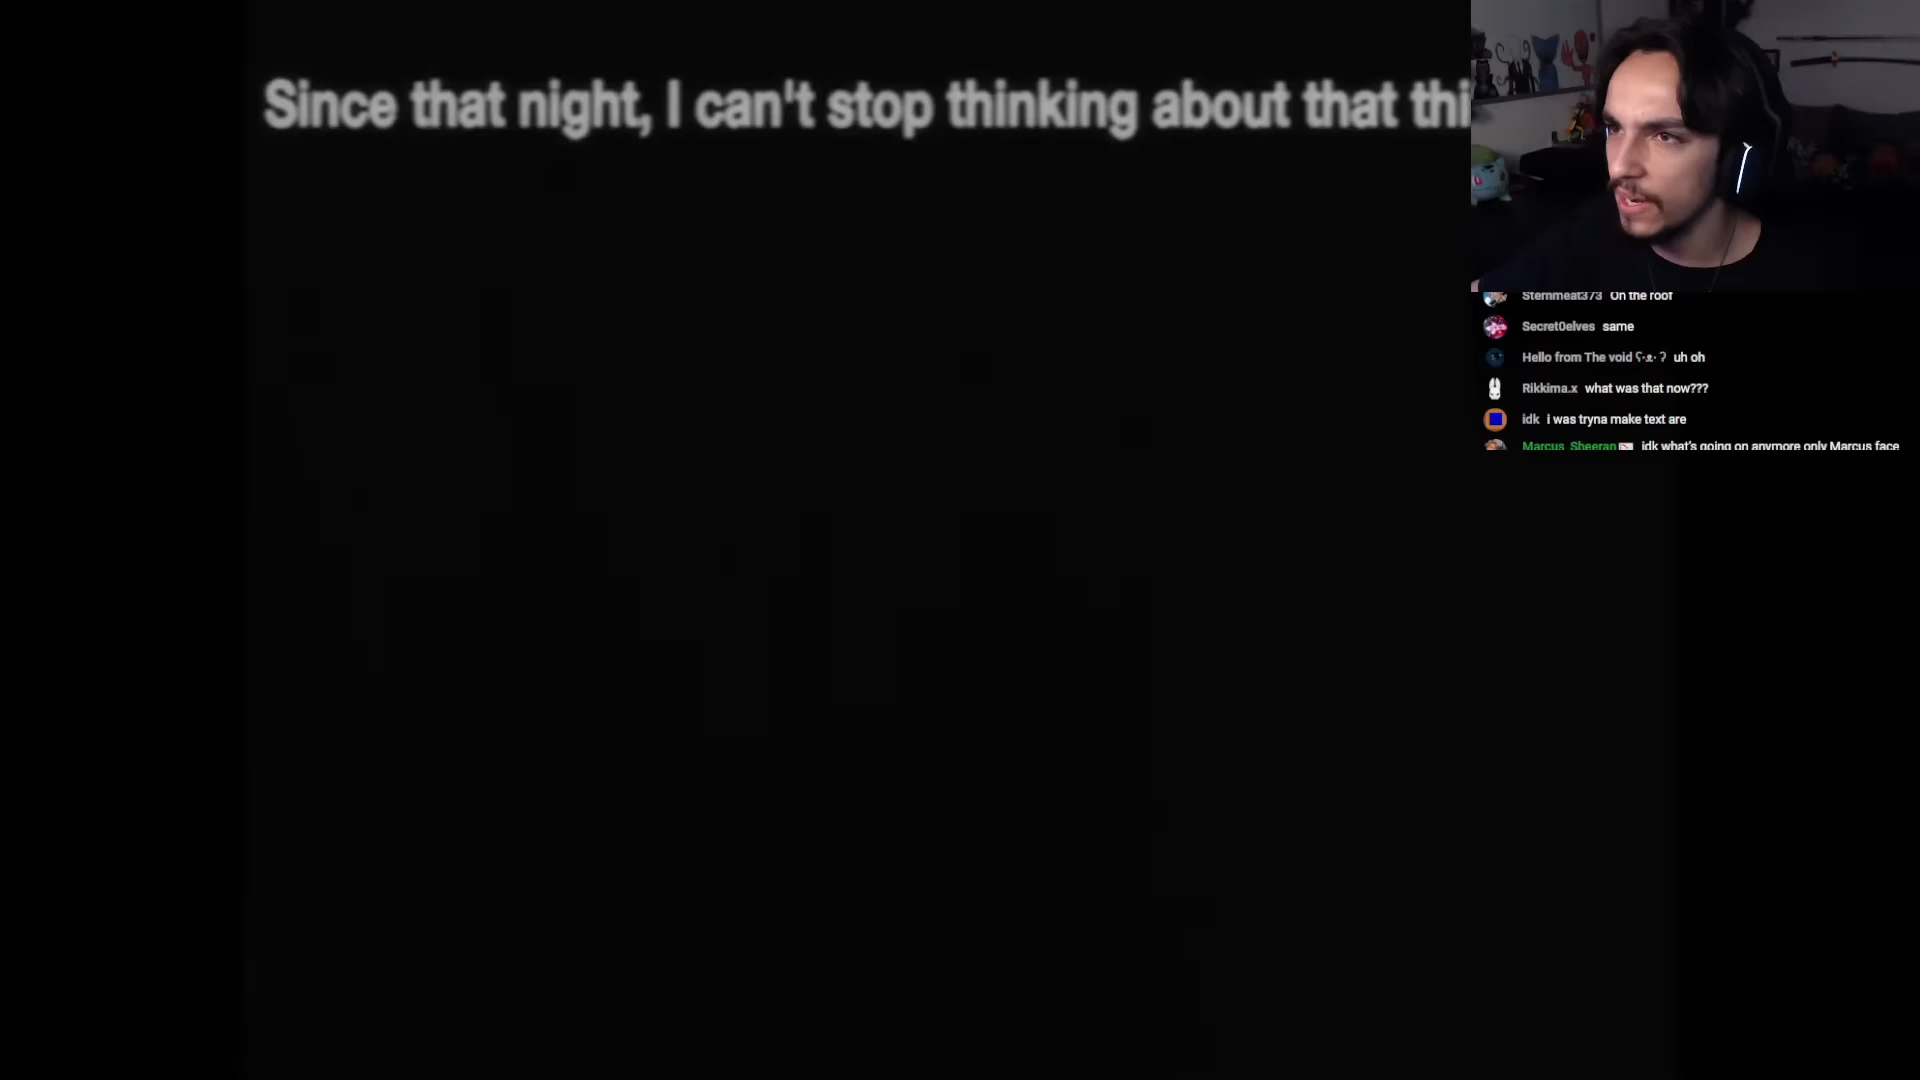 Since that night, I can't stop thinking about that thi
Sternmeat373 On the roof
Secret0elves same
Hello from The void ʕ·ᴥ·ʔ uh oh
Rikkima.x what was that now???
idk i was tryna make text are
Marcus Sheeran idk what's going on anymore only Marcus face